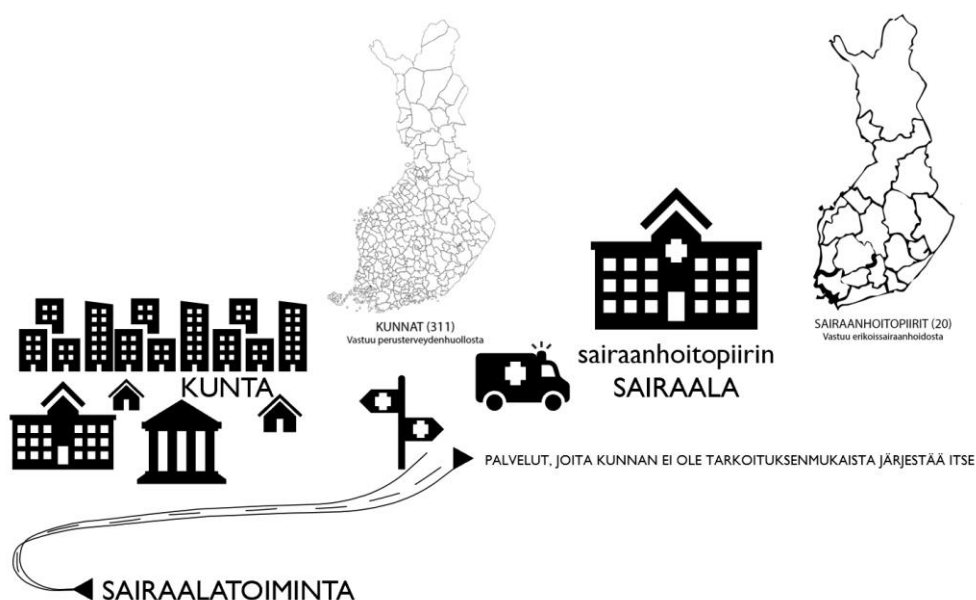 KUNNAT (311)
Vastuu perusterveydenhuollosta
SAIRAANHOITOPIIRIT (20)
Vastuu erikoissairaanhoidosta
sairaanhoitopiirin
SAIRAALA
KUNTA
PALVELUT, JOITA KUNNAN EI OLE TARKOITUKSENMUKAISTA JÄRJESTÄÄ ITSE
SAIRAALATOIMINTA